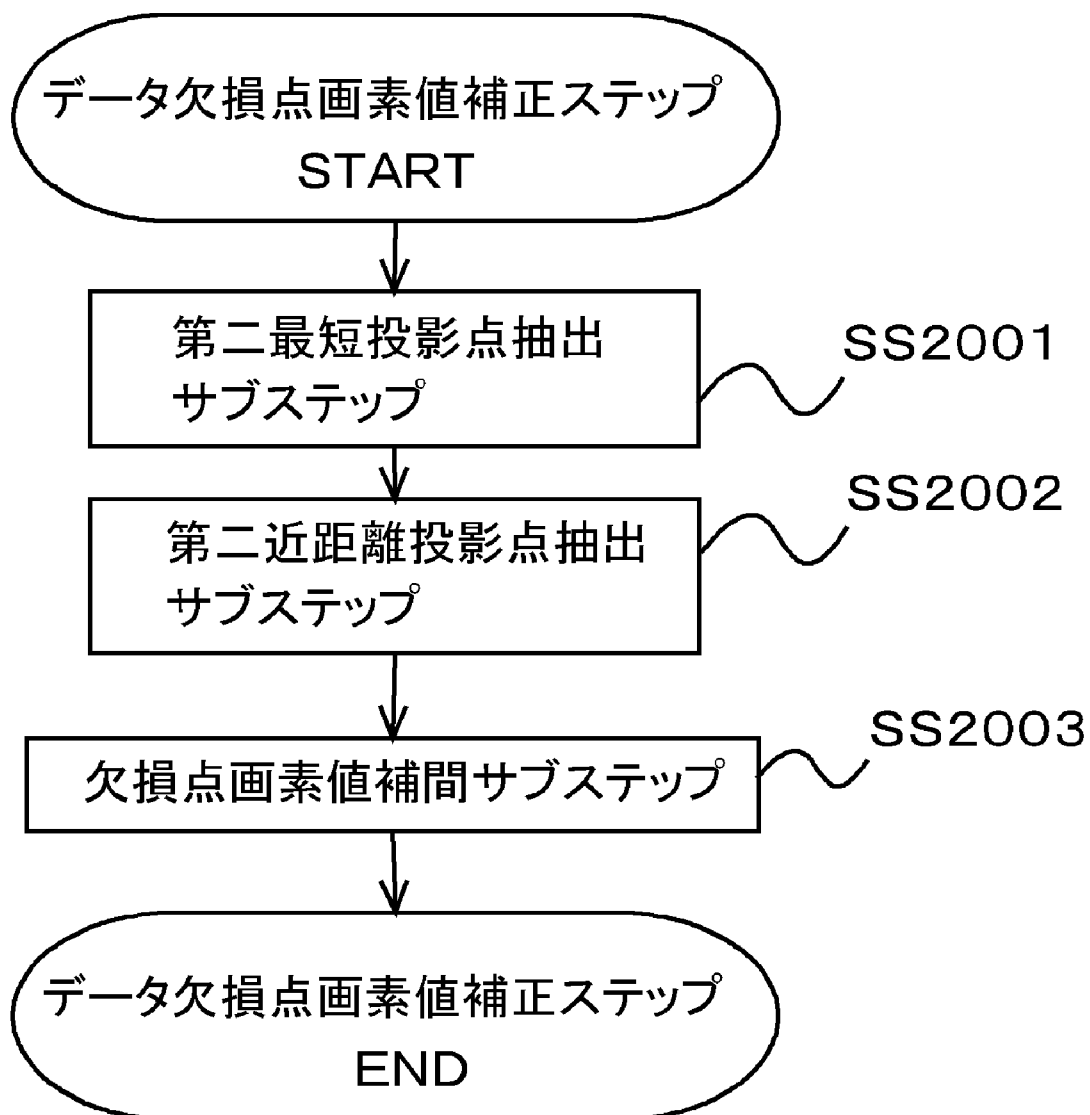 データ欠損点画素値補正ステップ
START
第二最短投影点抽出
サブステップ
SS2001
第二近距離投影点抽出
サブステップ
SS2002
欠損点画素値補間サブステップ
SS2003
データ欠損点画素値補正ステップ
END